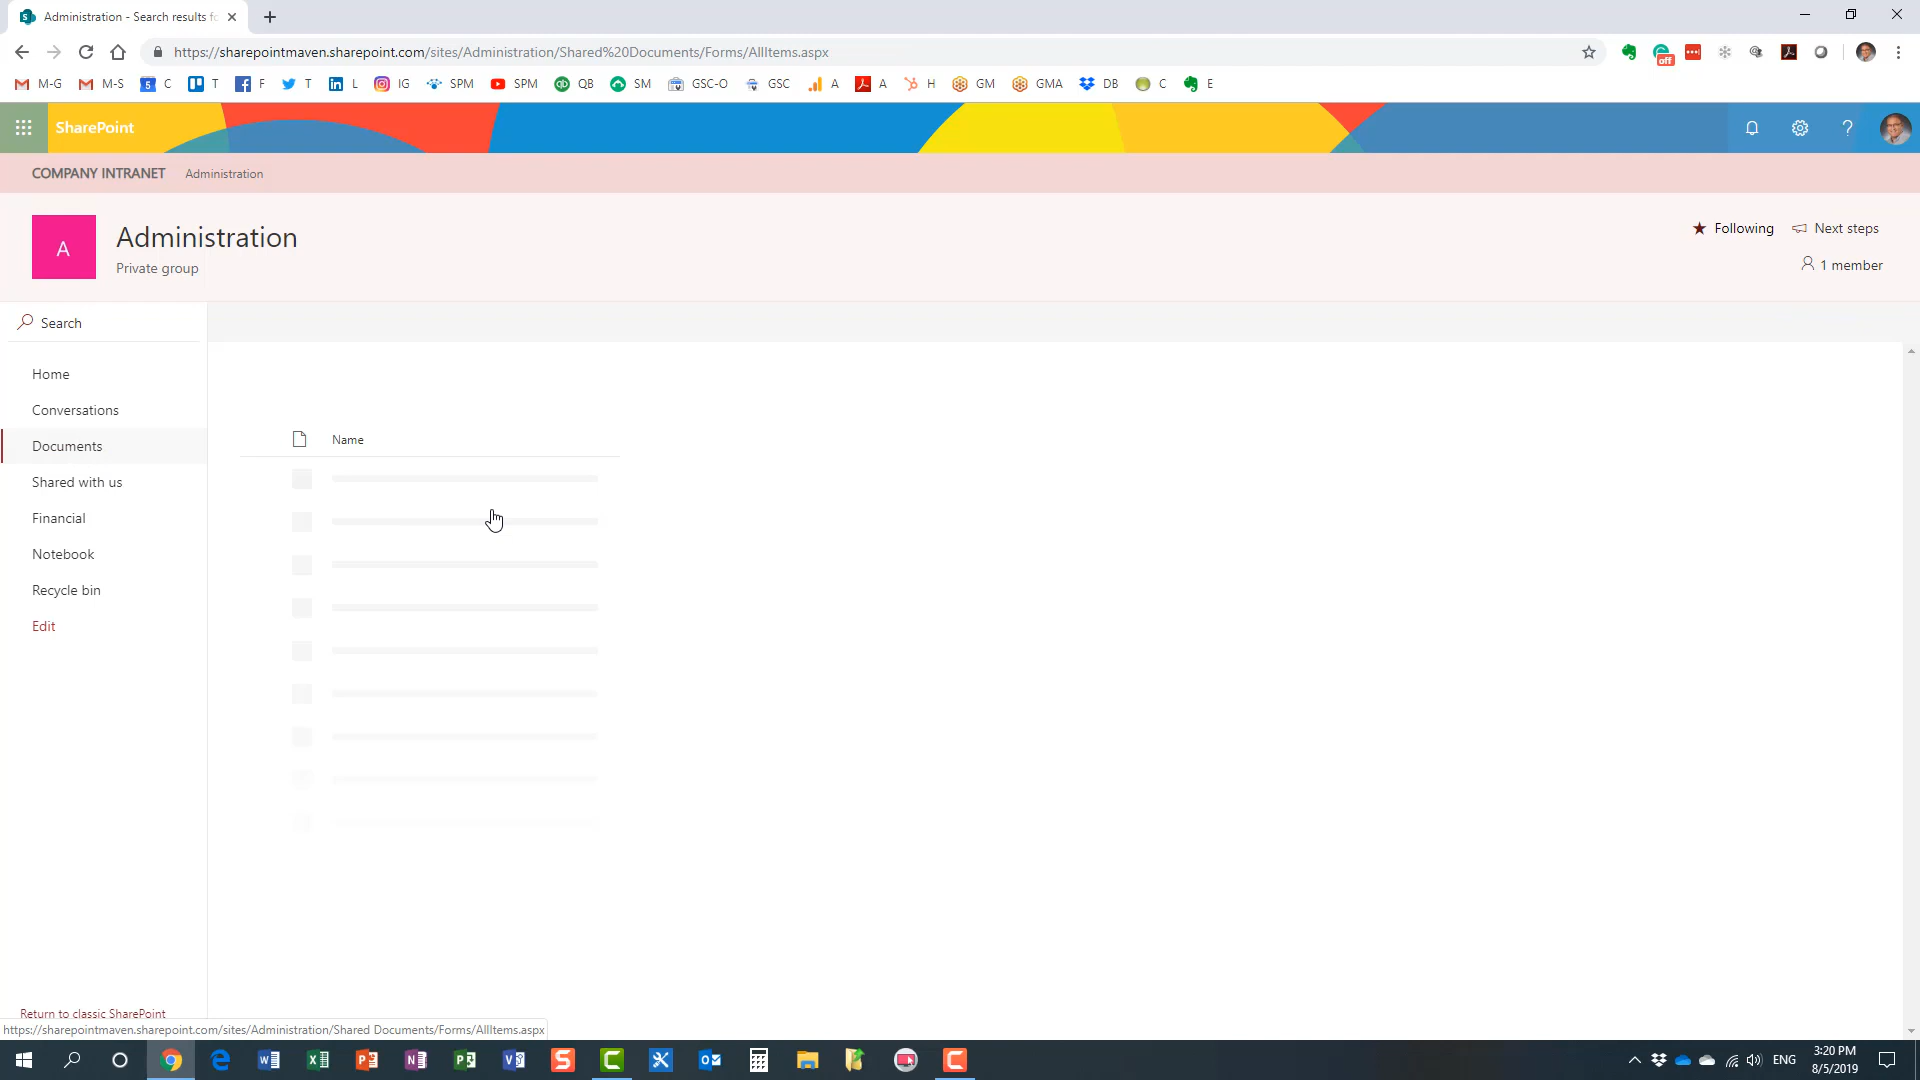 Administration - Search results fo
https://sharepointmaven.sharepoint.com/sites/Administration/Shared%20Documents/Forms/AllItems.aspx
off
M-G M-S 5 C T F T L IG SPM SPM QB SM GSC-O GSC A A H GM GMA DB C E
SharePoint
COMPANY INTRANET Administration
A
Administration
Private group
Following Next steps
1 member
Search
Home
Conversations
Documents
Shared with us
Financial
Notebook
Recycle bin
Edit
Name
Return to classic SharePoint
https://sharepointmaven.sharepoint.com/sites/Administration/Shared Documents/Forms/AllItems.aspx
ENG
3:20 PM
8/5/2019